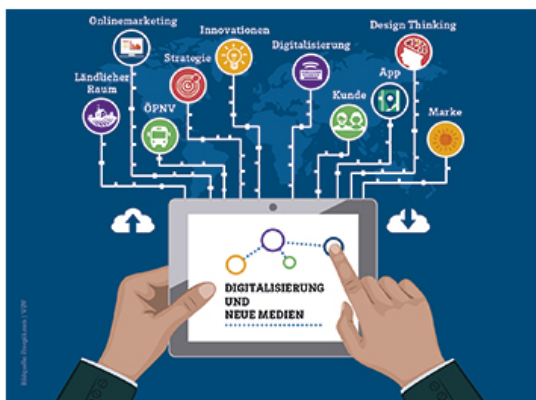 Onlinemarketing
Innovationen
Design Thinking
Strategie
Digitalisierung
Ländlicher
Raum
App
ÖPNV
Kunde
Marke
DIGITALISIERUNG
UND
NEUE MEDIEN